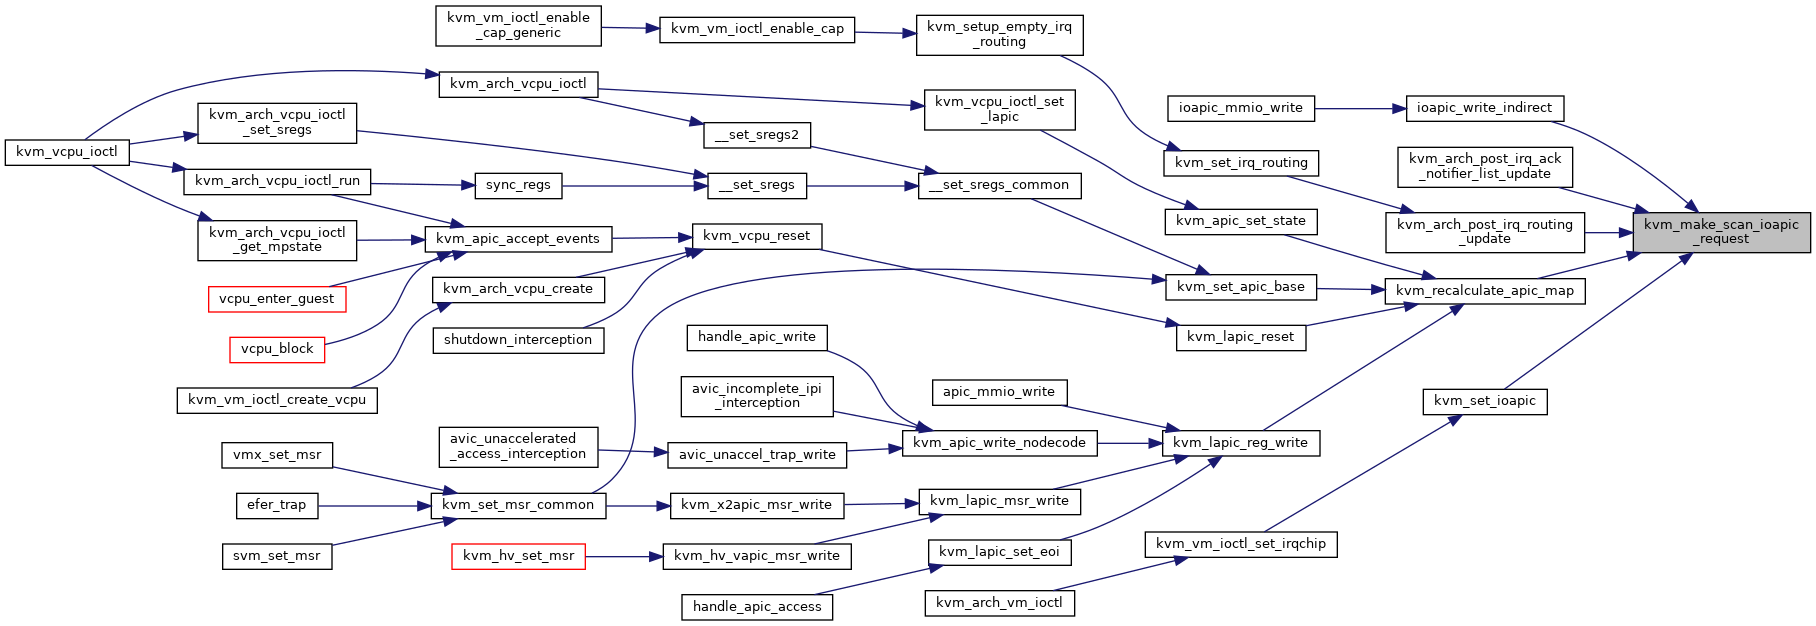 kvm_vm_ioctl_enable
_cap_generic
kvm_vm_ioctl_enable_cap
kvm_setup_empty_irq
_routing
kvm_arch_vcpu_ioctl
kvm_vcpu_ioctl_set
_lapic
ioapic_mmio_write
ioapic_write_indirect
kvm_arch_vcpu_ioctl
_set_sregs
__set_sregs2
kvm_vcpu_ioctl
kvm_set_irq_routing
kvm_arch_post_irq_ack
_notifier_list_update
kvm_arch_vcpu_ioctl_run
sync_regs
__set_sregs
__set_sregs_common
kvm_apic_set_state
kvm_arch_post_irq_routing
_update
kvm_make_scan_ioapic
_request
kvm_arch_vcpu_ioctl
_get_mpstate
kvm_apic_accept_events
kvm_vcpu_reset
vcpu_enter_guest
kvm_arch_vcpu_create
kvm_set_apic_base
kvm_recalculate_apic_map
vcpu_block
shutdown_interception
handle_apic_write
kvm_lapic_reset
kvm_vm_ioctl_create_vcpu
avic_incomplete_ipi
_interception
apic_mmio_write
kvm_set_ioapic
avic_unaccelerated
_access_interception
avic_unaccel_trap_write
kvm_apic_write_nodecode
kvm_lapic_reg_write
vmx_set_msr
efer_trap
kvm_set_msr_common
kvm_x2apic_msr_write
kvm_lapic_msr_write
svm_set_msr
kvm_hv_set_msr
kvm_hv_vapic_msr_write
kvm_lapic_set_eoi
kvm_vm_ioctl_set_irqchip
handle_apic_access
kvm_arch_vm_ioctl